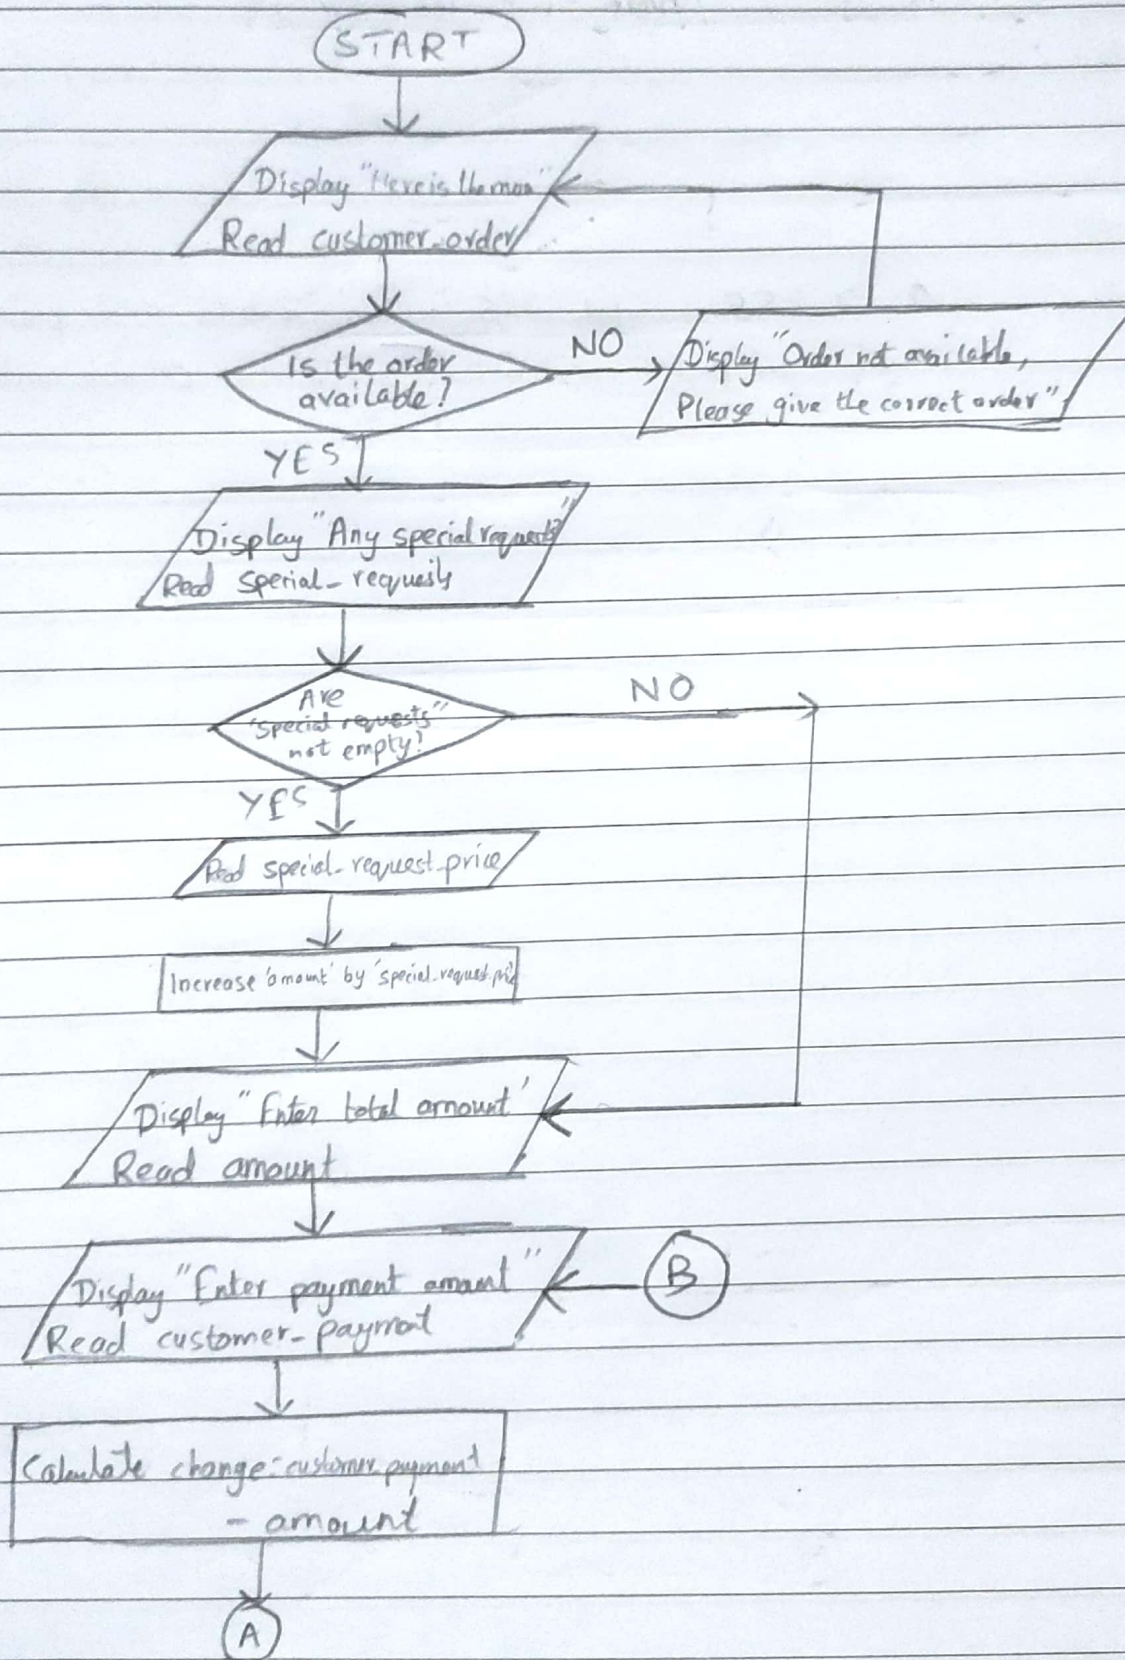 START
Display "Here is the
Read customer_order
Is the order
available?
NO
Display "Order not available,
Please give the correct order"
YES
Display "Any special requests?"
Read special_requests
Are
"special requests"
not empty?
NO
YES
Read special_request_price
Increase 'amount' by 'special_request_
Display "Enter total amount'
Read amount
Display "Enter payment amount"
Read customer_payment
B
Calculate change=customer_payment
- amount
A